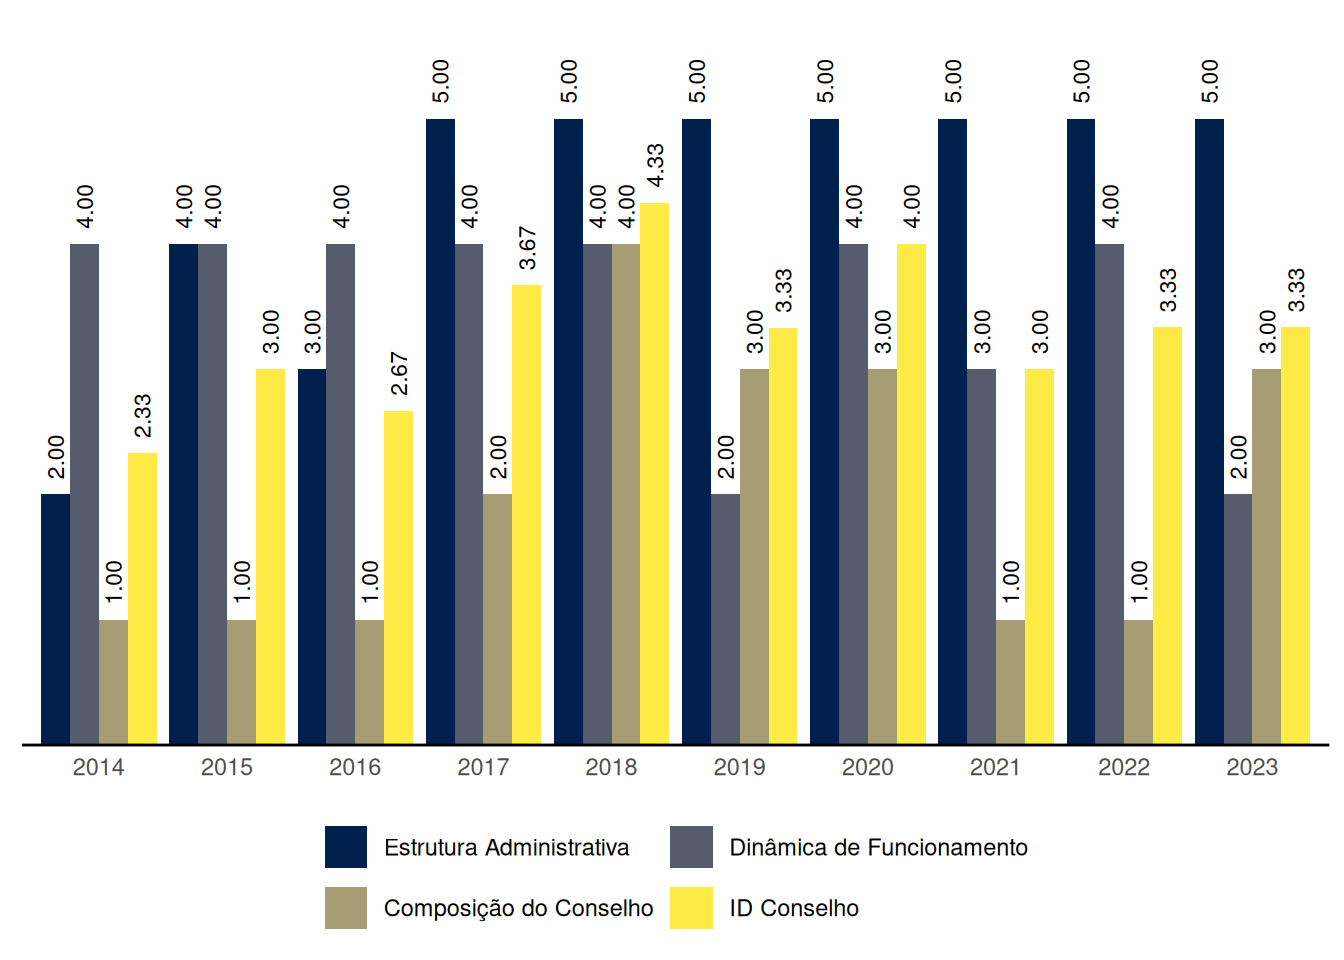 2.00 4.00 1.00 2.33 4.00 4.00 1.00 3.00 3.00 4.00 1.00 2.67 5.00 4.00 2.00 3.67 5.00 4.00 4.00 4.33 5.00 2.00 3.00 3.33 5.00 4.00 3.00 4.00 5.00 3.00 1.00 3.00 5.00 4.00 1.00 3.33 5.00 2.00 3.00 3.33
2014 2015 2016 2017 2018 2019 2020 2021 2022 2023
Estrutura Administrativa Dinâmica de Funcionamento
Composição do Conselho ID Conselho